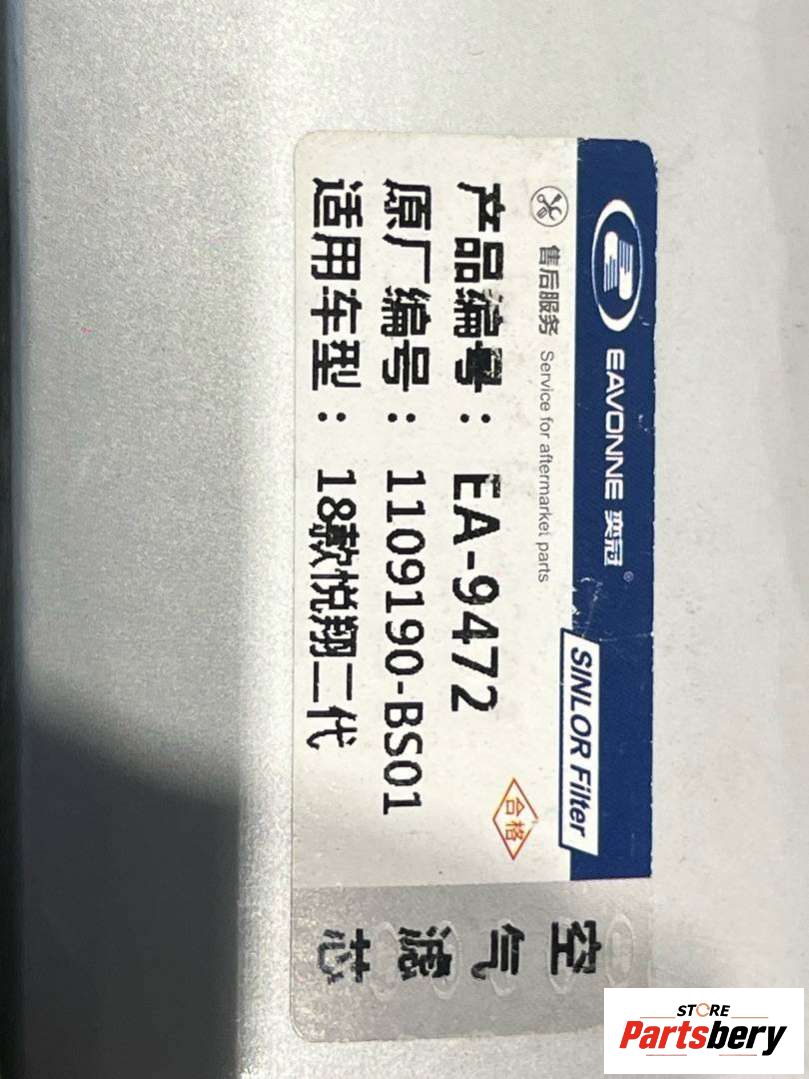 EAVONNE 奕冠®
SINLOR Filter
售后服务 Service for aftermarket parts
产品编号: EA-9472
原厂编号: 1109190-BS01
适用车型: 18款悦翔二代
合格
空气滤芯
STORE
Partsbery